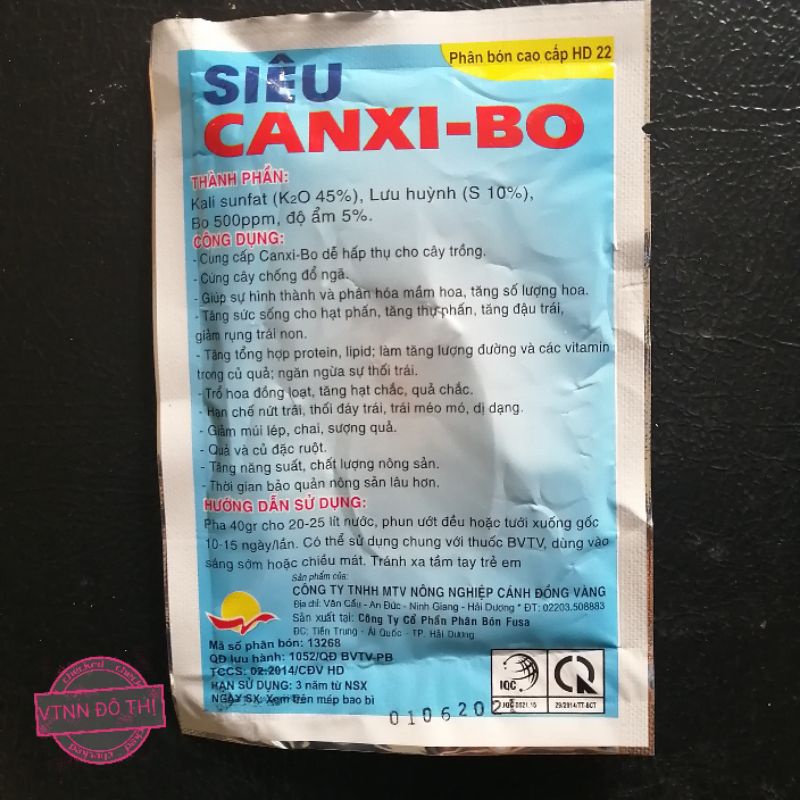 Phân bón cao cấp HD 22
SIÊU
CANXI-BO
THÀNH PHẦN:
Kali sunfat (K2O 45%), Lưu huỳnh (S 10%),
Bo 500ppm, độ ẩm 5%.
CÔNG DỤNG:
- Cung cấp Canxi-Bo dễ hấp thụ cho cây trồng.
- Cứng cây chống đổ ngã.
- Giúp sự hình thành và phân hóa mầm hoa, tăng số lượng hoa.
- Tăng sức sống cho hạt phấn, tăng thụ phấn, tăng đậu trái,
giảm rụng trái non.
- Tăng tổng hợp protein, lipid; làm tăng lượng đường và các vitamin
trong củ quả; ngăn ngừa sự thối trái.
- Trổ hoa đồng loạt, tăng hạt chắc, quả chắc.
- Hạn chế nứt trái, thối đáy trái, trái méo mó, dị dạng.
- Giảm múi lép, chai, sượng quả.
- Quả và củ đặc ruột.
- Tăng năng suất, chất lượng nông sản.
- Thời gian bảo quản nông sản lâu hơn.
HƯỚNG DẪN SỬ DỤNG:
Pha 40gr cho 20-25 lít nước, phun ướt đều hoặc tưới xuống gốc
10-15 ngày/lần. Có thể sử dụng chung với thuốc BVTV, dùng vào
sáng sớm hoặc chiều mát. Tránh xa tầm tay trẻ em
Sản phẩm của:
CÔNG TY TNHH MTV NÔNG NGHIỆP CÁNH ĐỒNG VÀNG
Địa chỉ: Văn Cầu - An Đức - Ninh Giang - Hải Dương * ĐT: 02203.508883
Sản xuất tại: Công Ty Cổ Phần Phân Bón Fusa
ĐC: Tiền Trung - Ái Quốc - TP. Hải Dương
Mã số phân bón: 13268
QĐ lưu hành: 1052/QĐ BVTV-PB
TCCS: 02:2014/CĐV HD
HẠN SỬ DỤNG: 3 năm từ NSX
NGÀY SX: Xem trên mép bao bì
01062021
IQC
CR
29/2014/TT-BCT
checked
VTNN ĐÔ THỊ
checked